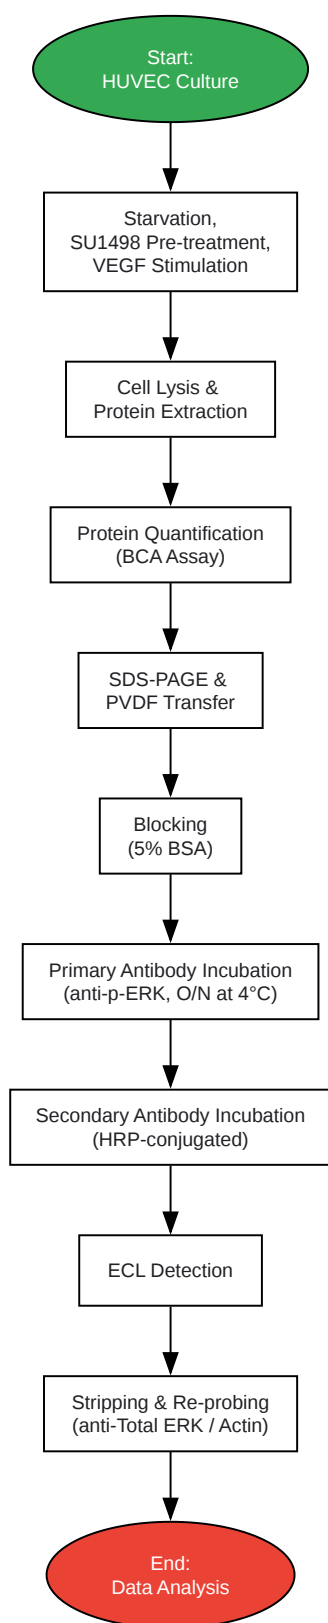 Start:
HUVEC Culture
Starvation,
SU1498 Pre-treatment,
VEGF Stimulation
Cell Lysis &
Protein Extraction
Protein Quantification
(BCA Assay)
SDS-PAGE &
PVDF Transfer
Blocking
(5% BSA)
Primary Antibody Incubation
(anti-p-ERK, O/N at 4°C)
Secondary Antibody Incubation
(HRP-conjugated)
ECL Detection
Stripping & Re-probing
(anti-Total ERK / Actin)
End:
Data Analysis